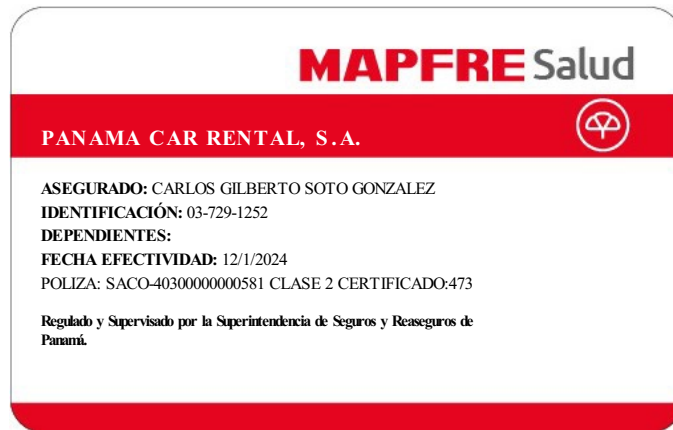 MAPFRE Salud
PANAMA CAR RENTAL, S.A.
ASEGURADO: CARLOS GILBERTO SOTO GONZALEZ
IDENTIFICACIÓN: 03-729-1252
DEPENDIENTES:
FECHA EFECTIVIDAD: 12/1/2024
POLIZA: SACO-40300000000581 CLASE 2 CERTIFICADO:473
Regulado y Supervisado por la Superintendencia de Seguros y Reaseguros de
Panamá.